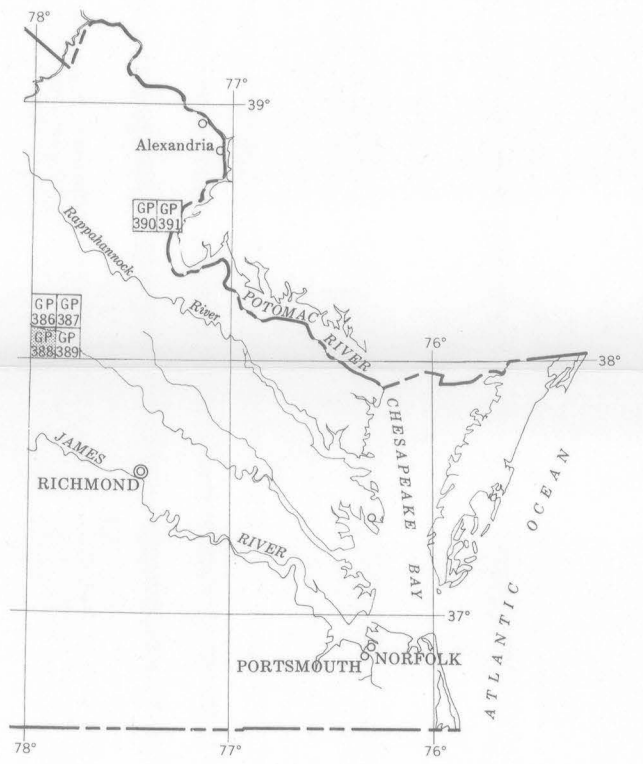 78°
77°
39°
Alexandria
GP GP
390 391
Rappahannock
River
POTOMAC
RIVER
GP GP
386 387
GP GP
388 389
76°
38°
CHESAPEAKE BAY
ATLANTIC OCEAN
JAMES
RICHMOND
RIVER
37°
PORTSMOUTH
NORFOLK
78°
77°
76°